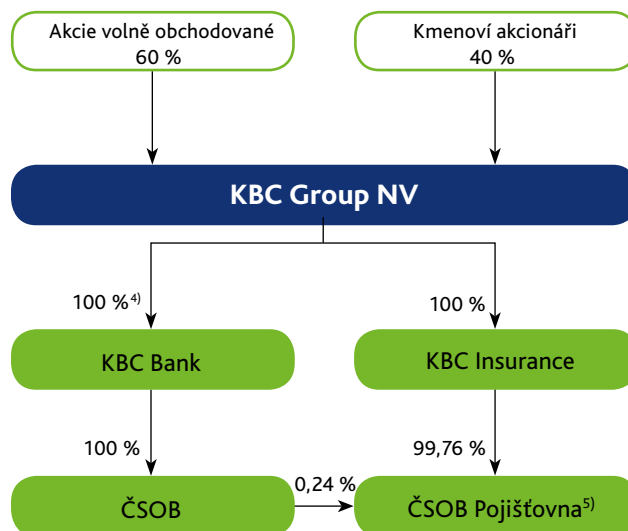 Akcie volně obchodované
60 %
Kmenoví akcionáři
40 %
KBC Group NV
100 %4)
100 %
KBC Bank
KBC Insurance
100 %
99,76 %
0,24 %
ČSOB
ČSOB Pojišťovna5)